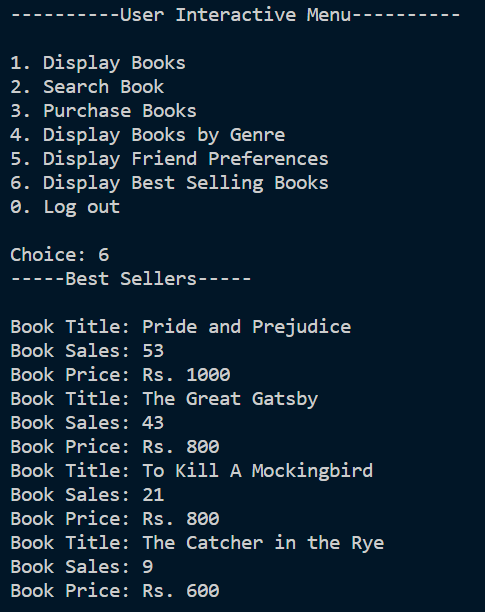 ----------User Interactive Menu----------
1. Display Books
2. Search Book
3. Purchase Books
4. Display Books by Genre
5. Display Friend Preferences
6. Display Best Selling Books
0. Log out
Choice: 6
-----Best Sellers-----
Book Title: Pride and Prejudice
Book Sales: 53
Book Price: Rs. 1000
Book Title: The Great Gatsby
Book Sales: 43
Book Price: Rs. 800
Book Title: To Kill A Mockingbird
Book Sales: 21
Book Price: Rs. 800
Book Title: The Catcher in the Rye
Book Sales: 9
Book Price: Rs. 600